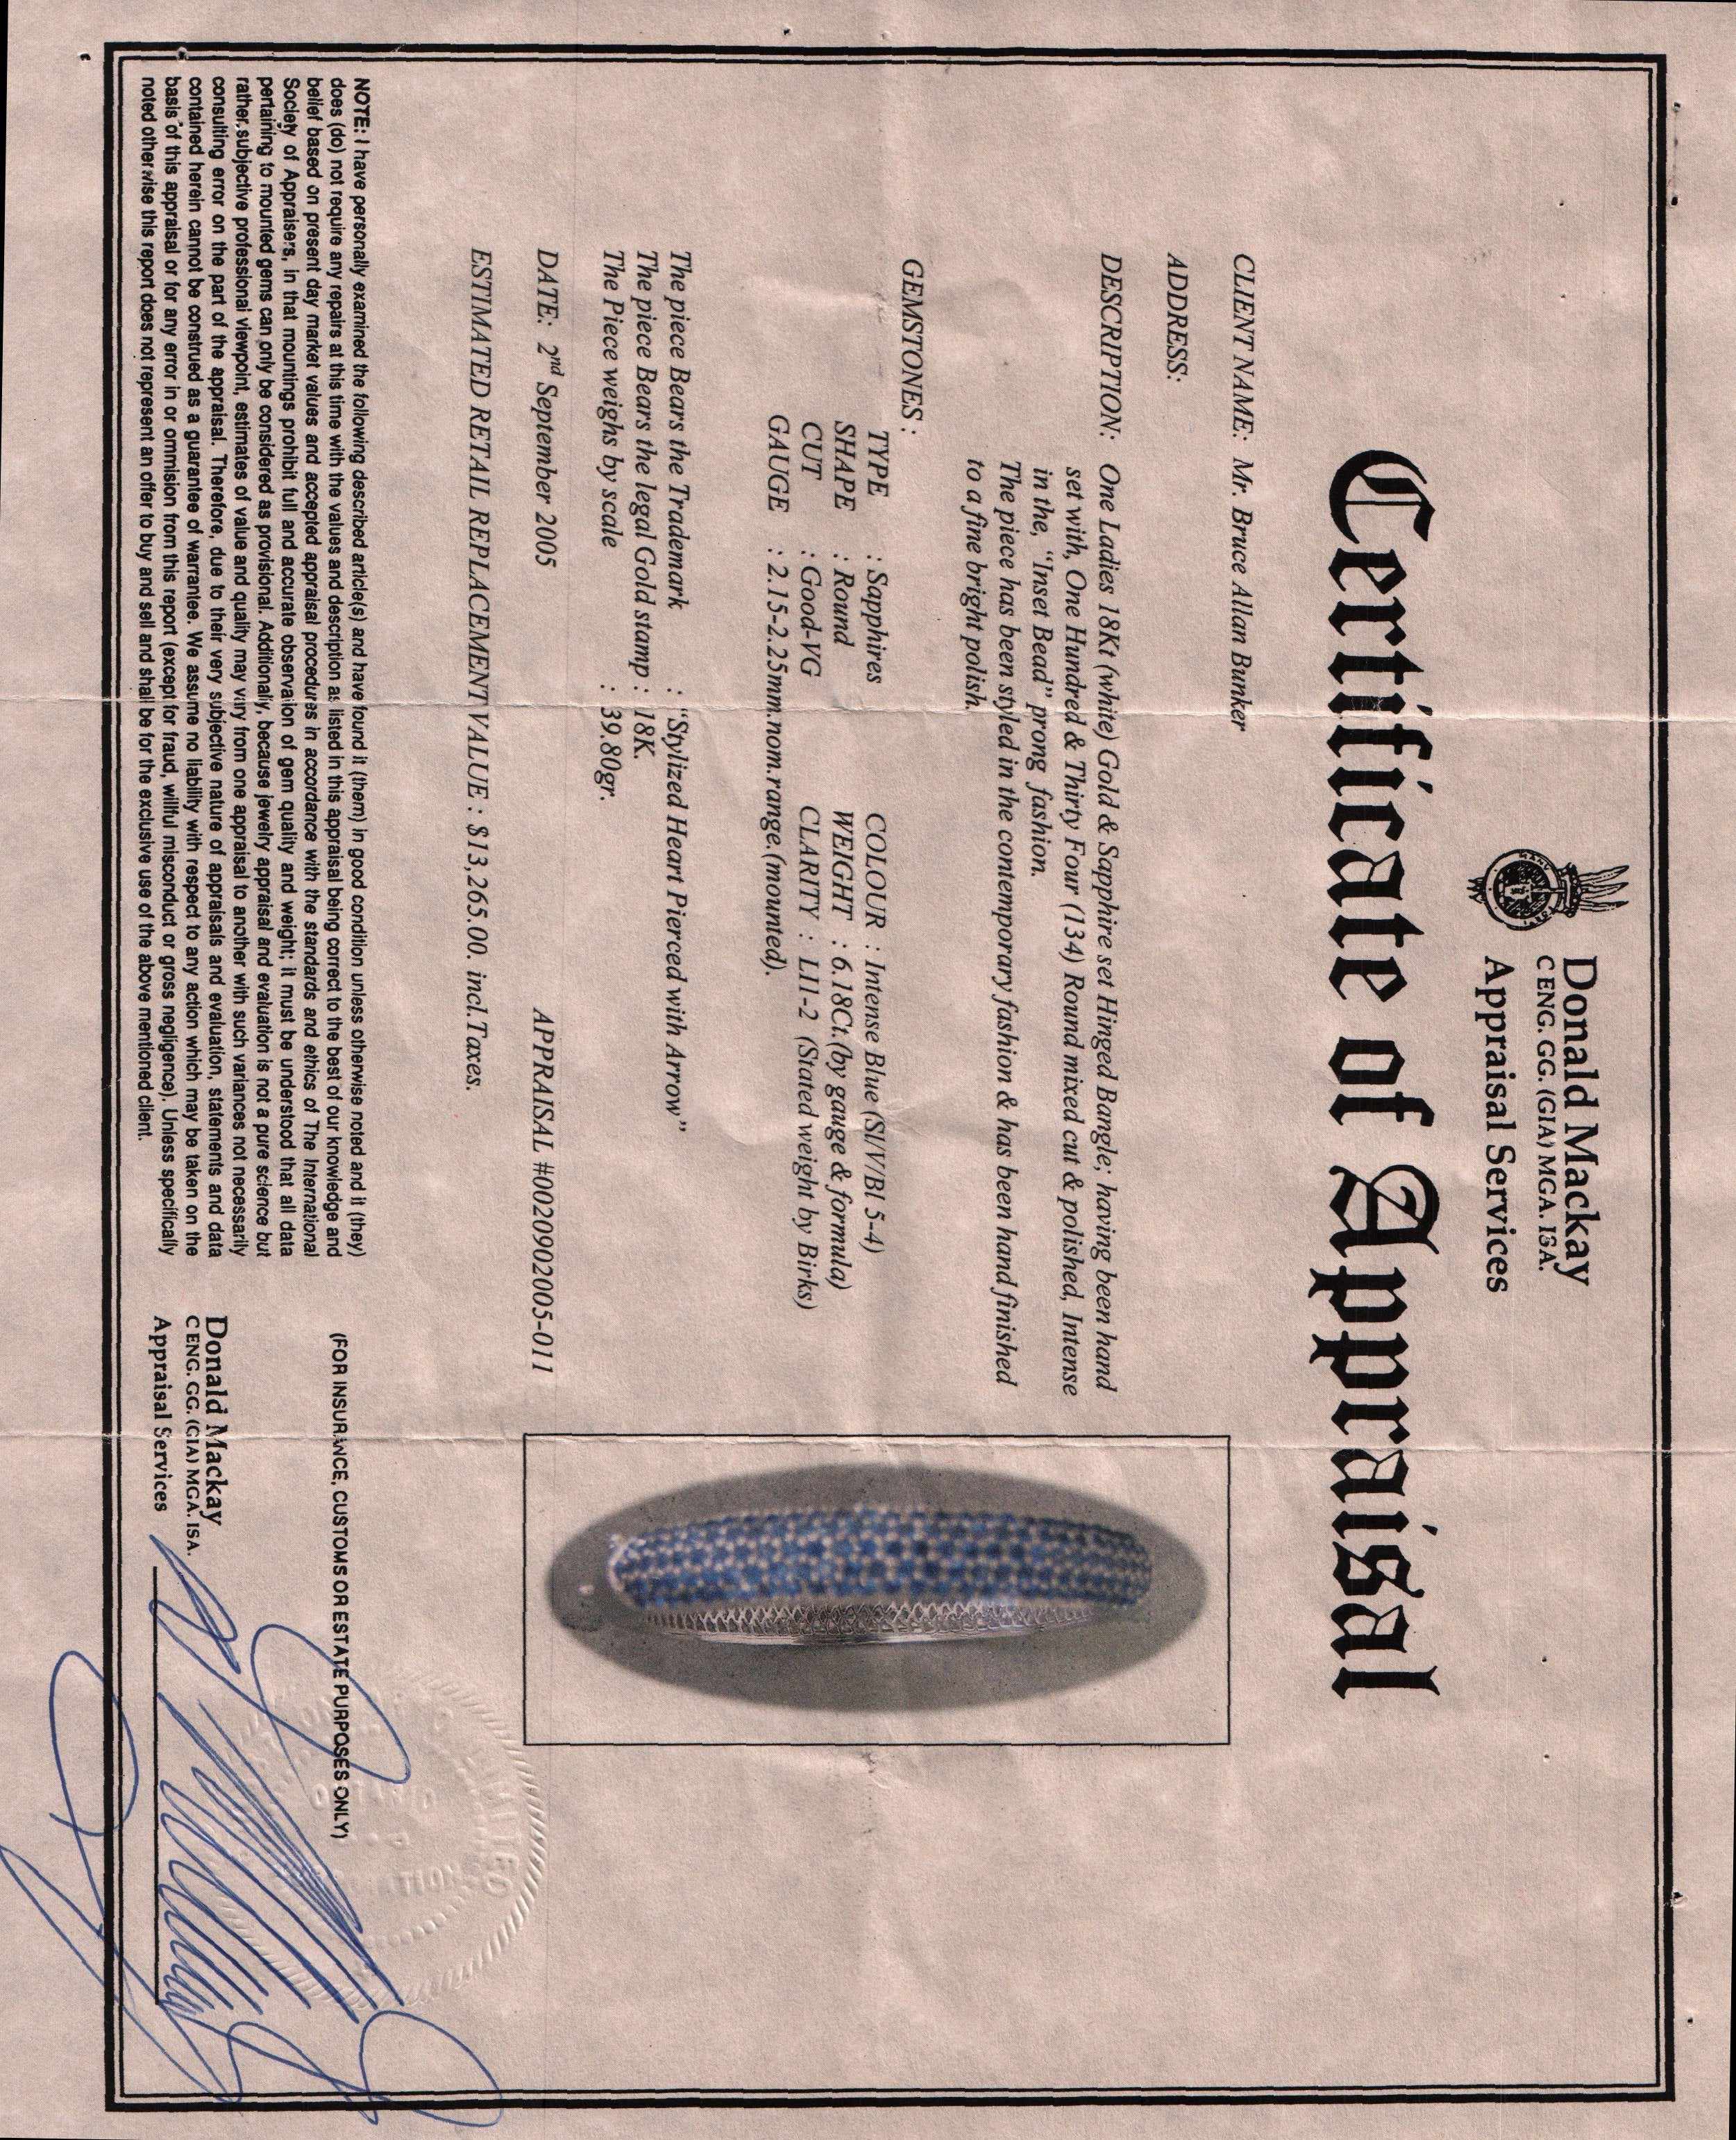 Donald Mackay
C ENG. GG. (GIA) MGA. ISA.
Appraisal Services
Certificate of Appraisal
CLIENT NAME: Mr. Bruce Allan Bunker
ADDRESS:
DESCRIPTION: One Ladies 18Kt (white) Gold & Sapphire set Hinged Bangle; having been hand
set with, One Hundred & Thirty Four (134) Round mixed cut & polished, Intense
in the, "Inset Bead" prong fashion.
The piece has been styled in the contemporary fashion & has been hand finished
to a fine bright polish.
GEMSTONES :
TYPE : Sapphires COLOUR : Intense Blue (Sl/V/Bl 5-4)
SHAPE : Round WEIGHT : 6.18Ct.(by gauge & formula)
CUT : Good-VG CLARITY : LI1-2 (Stated weight by Birks)
GAUGE : 2.15-2.25mm.nom.range.(mounted).
The piece Bears the Trademark : "Stylized Heart Pierced with Arrow"
The piece Bears the legal Gold stamp : 18K.
The Piece weighs by scale : 39.80gr.
DATE: 2nd September 2005 APPRAISAL #002092005-011
ESTIMATED RETAIL REPLACEMENT VALUE : $13,265.00. incl.Taxes.
NOTE: I have personally examined the following described article(s) and have found it (them) in good condition unless otherwise noted and it (they)
does (do) not require any repairs at this time with the values and description as listed in this appraisal being correct to the best of our knowledge and
belief based on present day market values and accepted appraisal procedures in accordance with the standards and ethics of The International
Society of Appraisers, in that mountings prohibit full and accurate observaion of gem quality and weight; it must be understood that all data
pertaining to mounted gems can only be considered as provisional. Additionally, because jewelry appraisal and evaluation is not a pure science but
rather, subjective professional viewpoint, estimates of value and quality may vary from one appraisal to another with such variances not necessarily
consulting error on the part of the appraisal. Therefore, due to their very subjective nature of appraisals and evaluation, statements and data
contained herein cannot be construed as a guarantee of warrantee. We assume no liability with respect to any action which may be taken on the
basis of this appraisal or for any error in or ommision from this report (except for fraud, willful misconduct or gross negligence). Unless specifically
noted otherwise this report does not represent an offer to buy and sell and shall be for the exclusive use of the above mentioned client.
(FOR INSURANCE, CUSTOMS OR ESTATE PURPOSES ONLY)
Donald Mackay
C ENG. GG. (GIA) MGA. ISA.
Appraisal Services